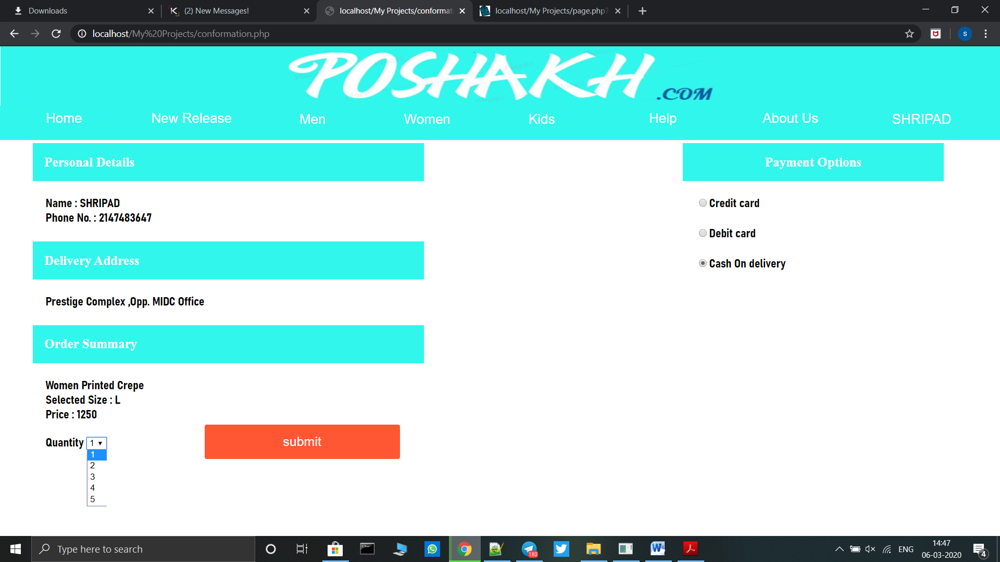 Downloads
(2) New Messages!
localhost/My Projects/conformati
localhost/My Projects/page.php?
localhost/My%20Projects/conformation.php
S
POSHAKH .COM
Home New Release Men Women Kids Help About Us SHRIPAD
Personal Details
Payment Options
Name : SHRIPAD
Phone No. : 2147483647
Credit card
Debit card
Cash On delivery
Delivery Address
Prestige Complex ,Opp. MIDC Office
Order Summary
Women Printed Crepe
Selected Size : L
Price : 1250
Quantity 1
1
2
3
4
5
submit
Type here to search
180
ENG
14:47
06-03-2020
4